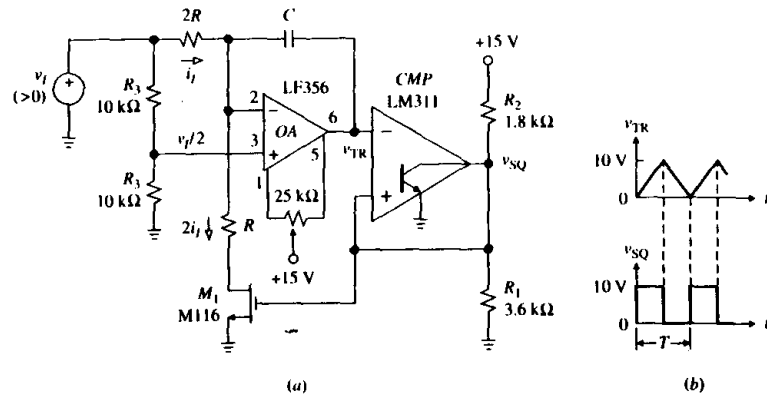 2R
C
+15 V
v_I
(>0)
i_I
R_3
10 kΩ
LF356
CMP
LM311
R_2
1.8 kΩ
2
−
6
OA
v_I/2
3
+
5
v_TR
−
v_SQ
1
25 kΩ
+
R_3
10 kΩ
2i_I
R
+15 V
M_1
M116
R_1
3.6 kΩ
(a)
v_TR
10 V
0
t
v_SQ
10 V
0
t
T
(b)